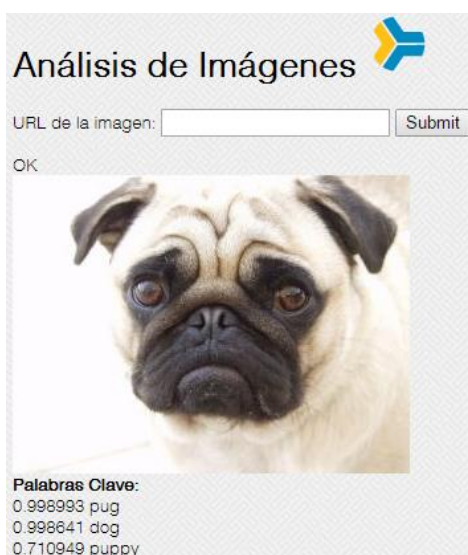 Análisis de Imágenes
URL de la imagen: Submit
OK
Palabras Clave:
0.998993 pug
0.998641 dog
0.710949 puppy